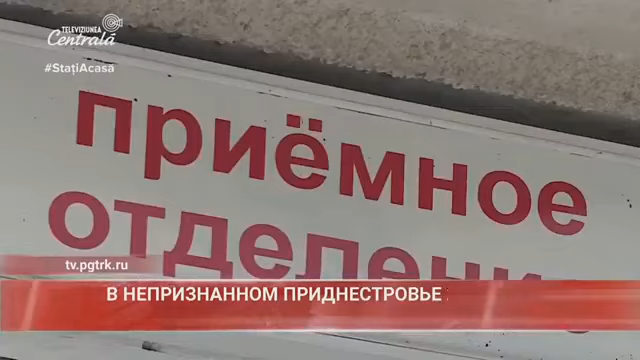 TELEVIZIUNEA
Centrală
#StațiAcasă
приёмное
tv.pgtrk.ru
В НЕПРИЗНАННОМ ПРИДНЕСТРОВЬЕ